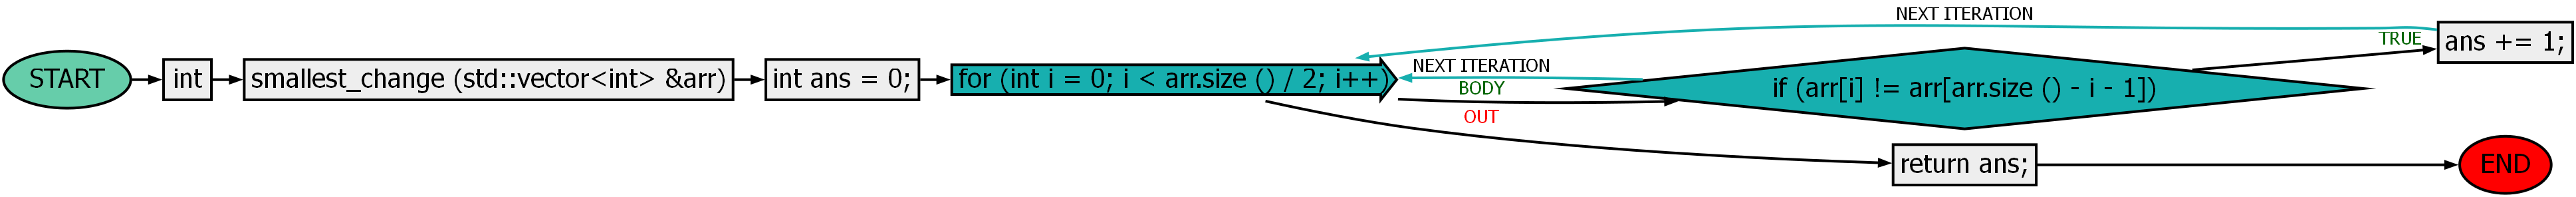 START
int
smallest_change (std::vector<int> &arr)
int ans = 0;
for (int i = 0; i < arr.size () / 2; i++)
NEXT ITERATION
NEXT ITERATION
BODY
OUT
if (arr[i] != arr[arr.size () - i - 1])
TRUE
ans += 1;
return ans;
END